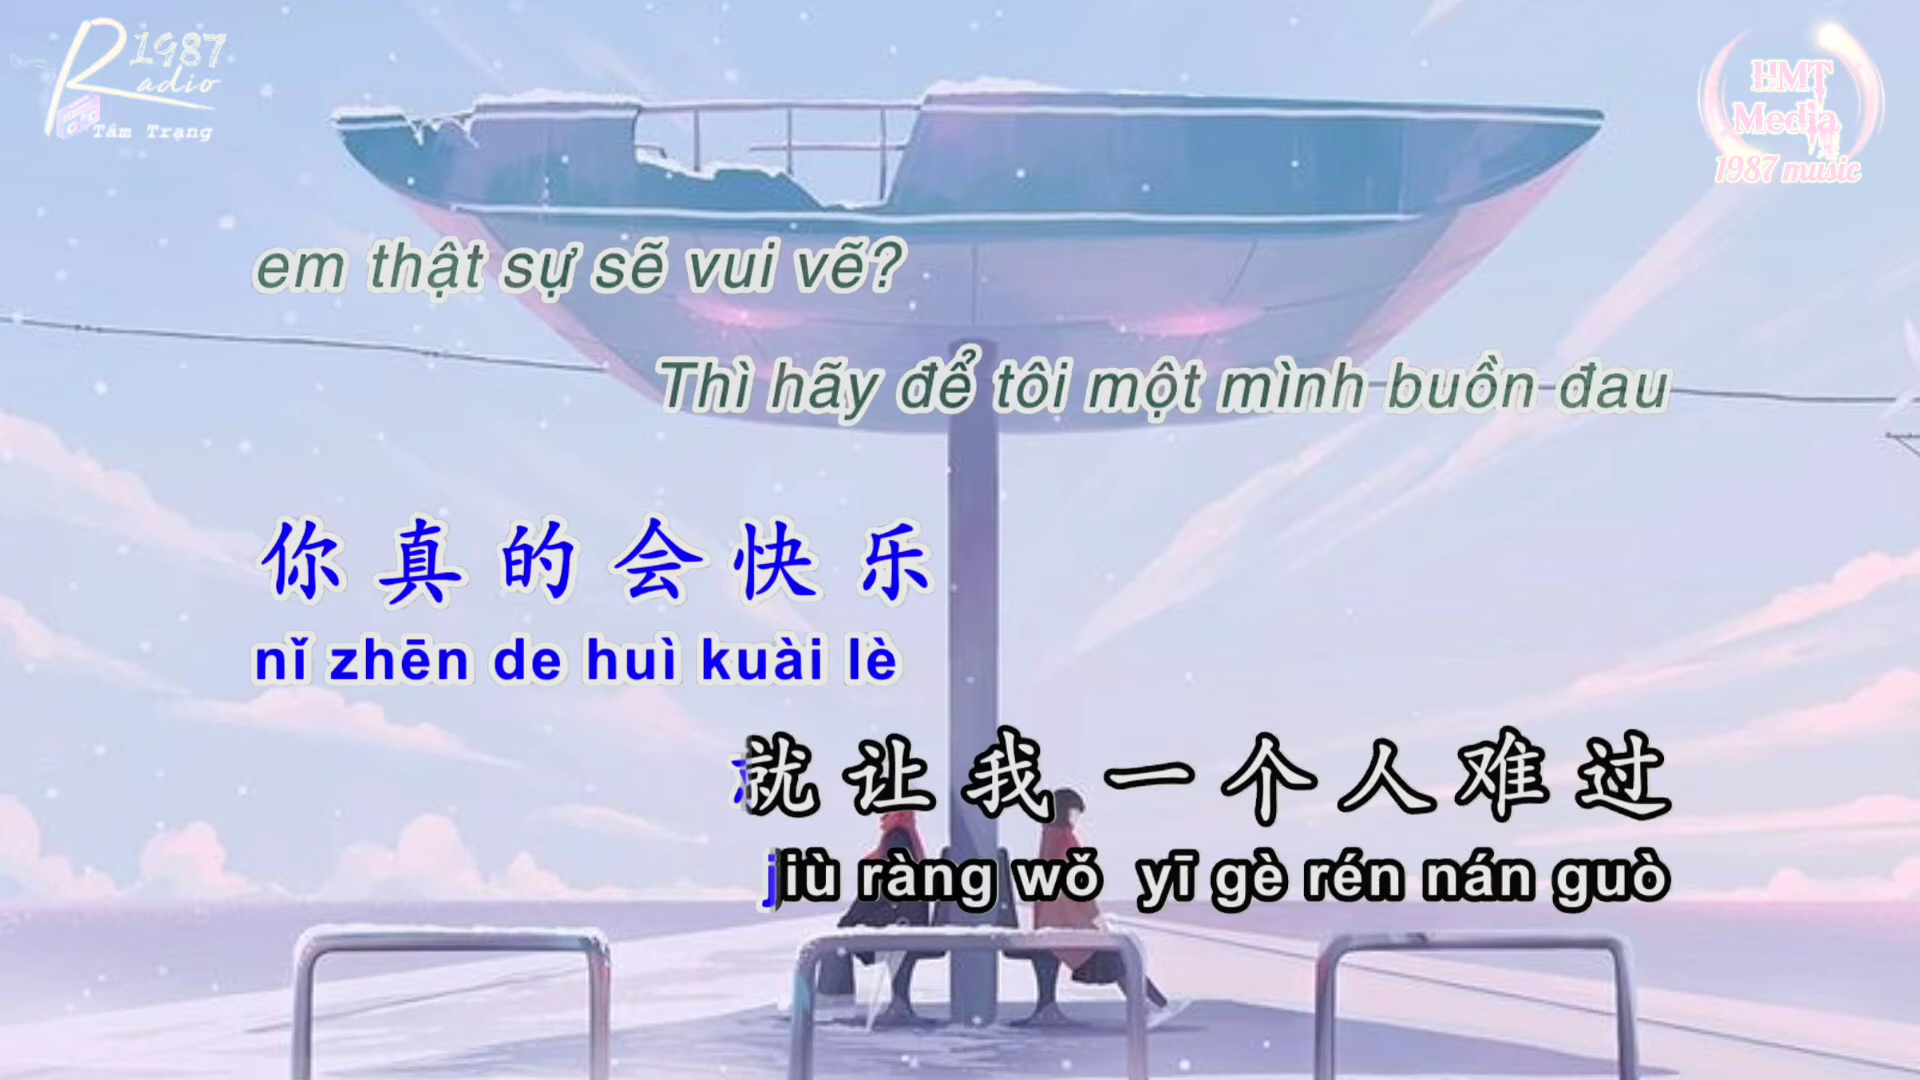 1987
Radio
Tâm Trạng
HMT
Media
1987 music
em thật sự sẽ vui vẽ?
Thì hãy để tôi một mình buồn đau
你真的会快乐
nǐ zhēn de huì kuài lè
就让我一个人难过
jiù ràng wǒ yī gè rén nán guò